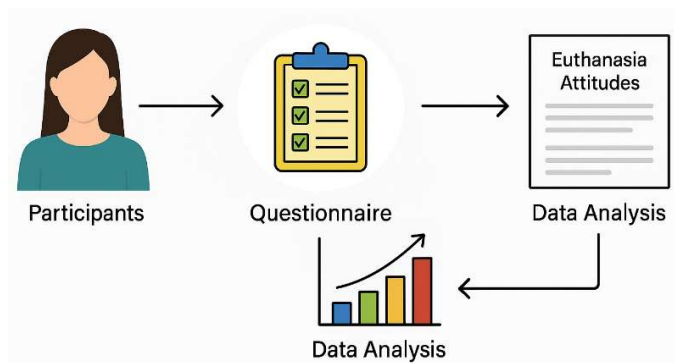 Euthanasia
Attitudes
Participants
Questionnaire
Data Analysis
Data Analysis